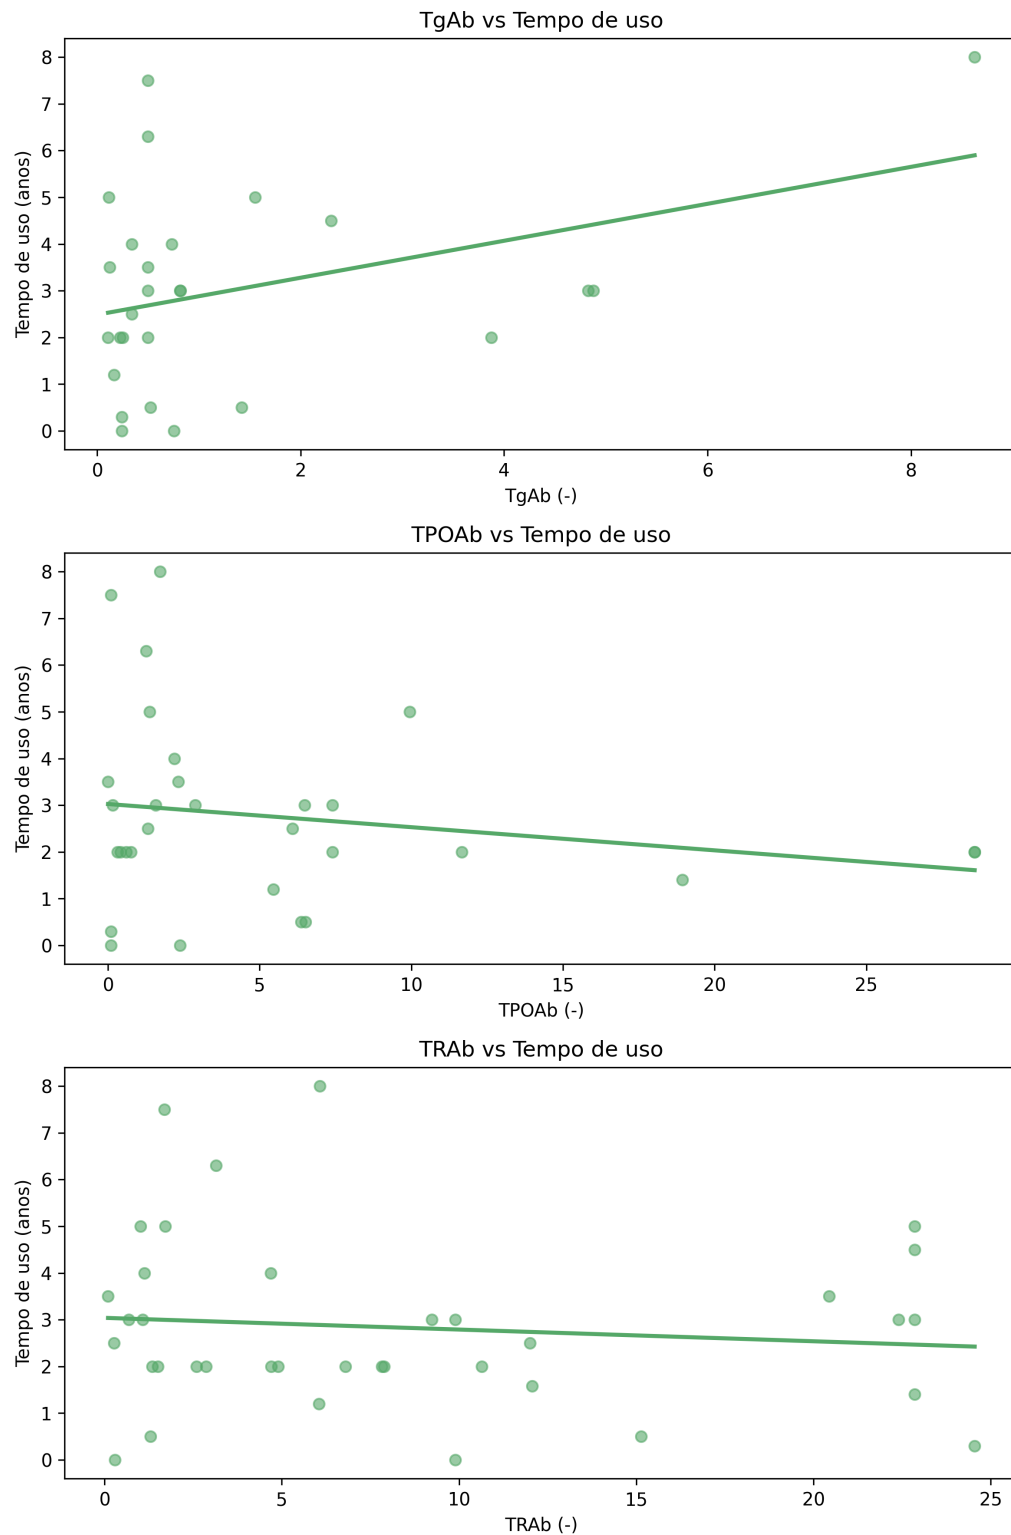 TgAb vs Tempo de uso
8
7
6
5
4
3
2
1
0
Tempo de uso (anos)
0 2 4 6 8
TgAb (-)
TPOAb vs Tempo de uso
8
7
6
5
4
3
2
1
0
Tempo de uso (anos)
0 5 10 15 20 25
TPOAb (-)
TRAb vs Tempo de uso
8
7
6
5
4
3
2
1
0
Tempo de uso (anos)
0 5 10 15 20 25
TRAb (-)